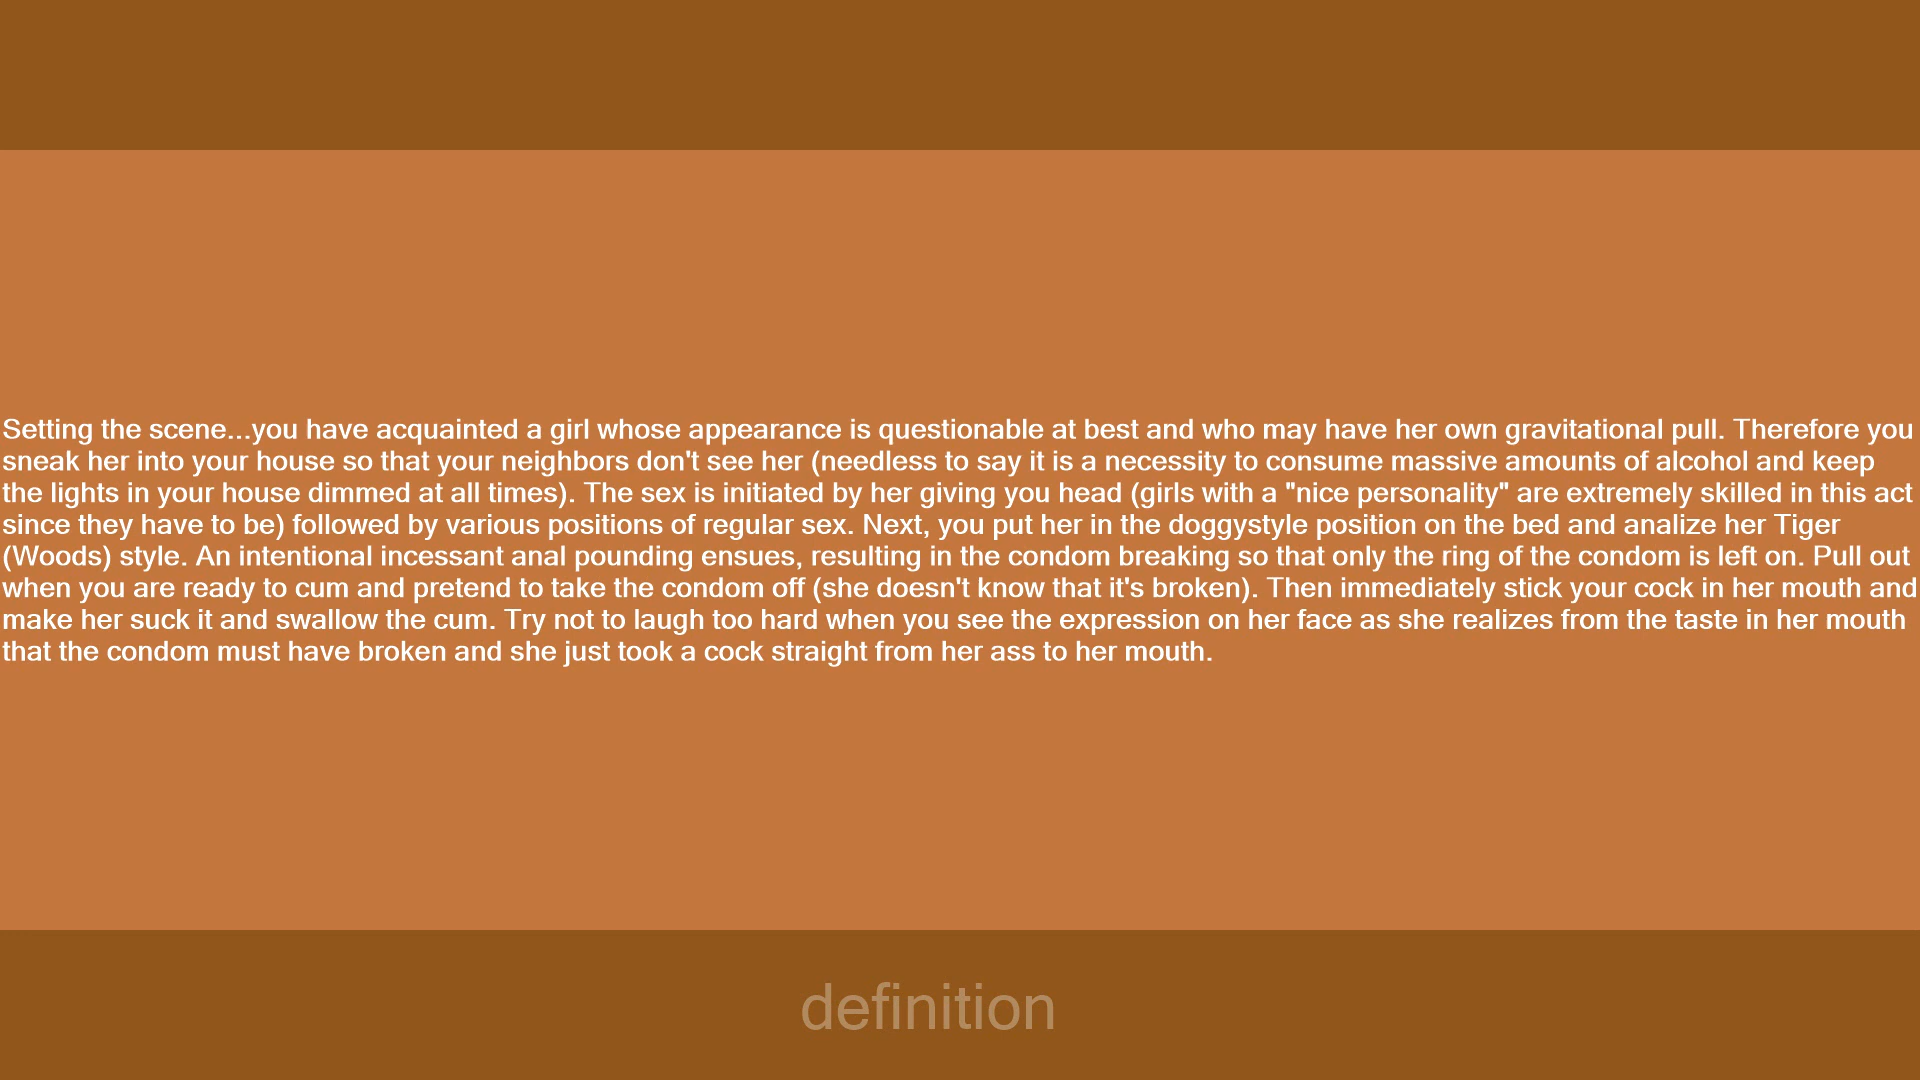 Setting the scene...you have acquainted a girl whose appearance is questionable at best and who may have her own gravitational pull. Therefore you
sneak her into your house so that your neighbors don't see her (needless to say it is a necessity to consume massive amounts of alcohol and keep
the lights in your house dimmed at all times). The sex is initiated by her giving you head (girls with a "nice personality" are extremely skilled in this act
since they have to be) followed by various positions of regular sex. Next, you put her in the doggystyle position on the bed and analize her Tiger
(Woods) style. An intentional incessant anal pounding ensues, resulting in the condom breaking so that only the ring of the condom is left on. Pull out
when you are ready to cum and pretend to take the condom off (she doesn't know that it's broken). Then immediately stick your cock in her mouth and
make her suck it and swallow the cum. Try not to laugh too hard when you see the expression on her face as she realizes from the taste in her mouth
that the condom must have broken and she just took a cock straight from her ass to her mouth.
definition